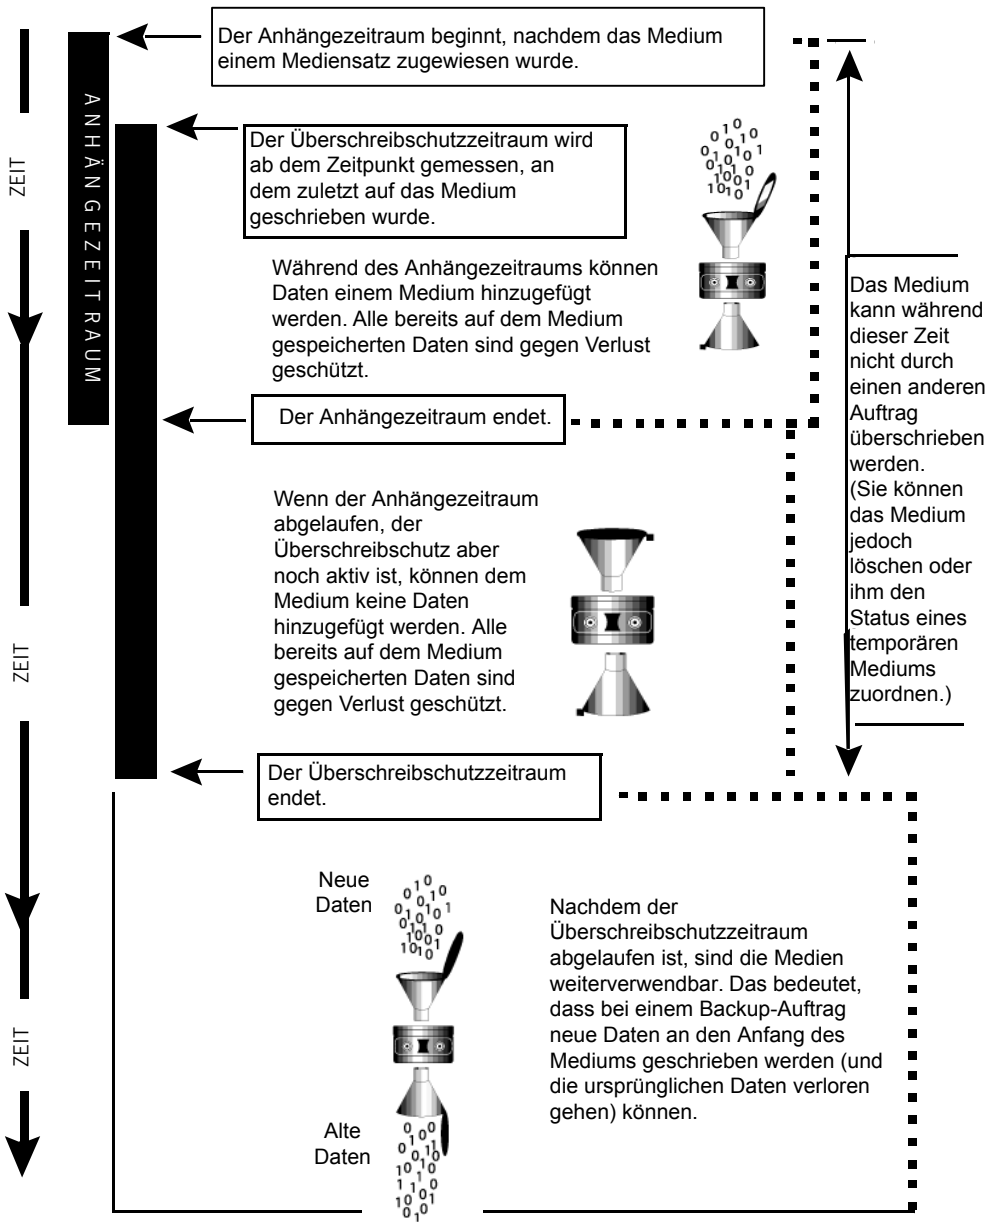 Der Anhängezeitraum beginnt, nachdem das Medium
einem Mediensatz zugewiesen wurde.
ANHÄNGEZEITRAUM
ZEIT
Der Überschreibschutzzeitraum wird
ab dem Zeitpunkt gemessen, an
dem zuletzt auf das Medium
geschrieben wurde.
Während des Anhängezeitraums können
Daten einem Medium hinzugefügt
werden. Alle bereits auf dem Medium
gespeicherten Daten sind gegen Verlust
geschützt.
Das Medium
kann während
dieser Zeit
nicht durch
einen anderen
Auftrag
überschrieben
werden.
(Sie können
das Medium
jedoch
löschen oder
ihm den
Status eines
temporären
Mediums
zuordnen.)
Der Anhängezeitraum endet.
Wenn der Anhängezeitraum
abgelaufen, der
Überschreibschutz aber
noch aktiv ist, können dem
Medium keine Daten
hinzugefügt werden. Alle
bereits auf dem Medium
gespeicherten Daten sind
gegen Verlust geschützt.
ZEIT
Der Überschreibschutzzeitraum
endet.
Neue
Daten
Nachdem der
Überschreibschutzzeitraum
abgelaufen ist, sind die Medien
weiterverwendbar. Das bedeutet,
dass bei einem Backup-Auftrag
neue Daten an den Anfang des
Mediums geschrieben werden (und
die ursprünglichen Daten verloren
gehen) können.
ZEIT
Alte
Daten